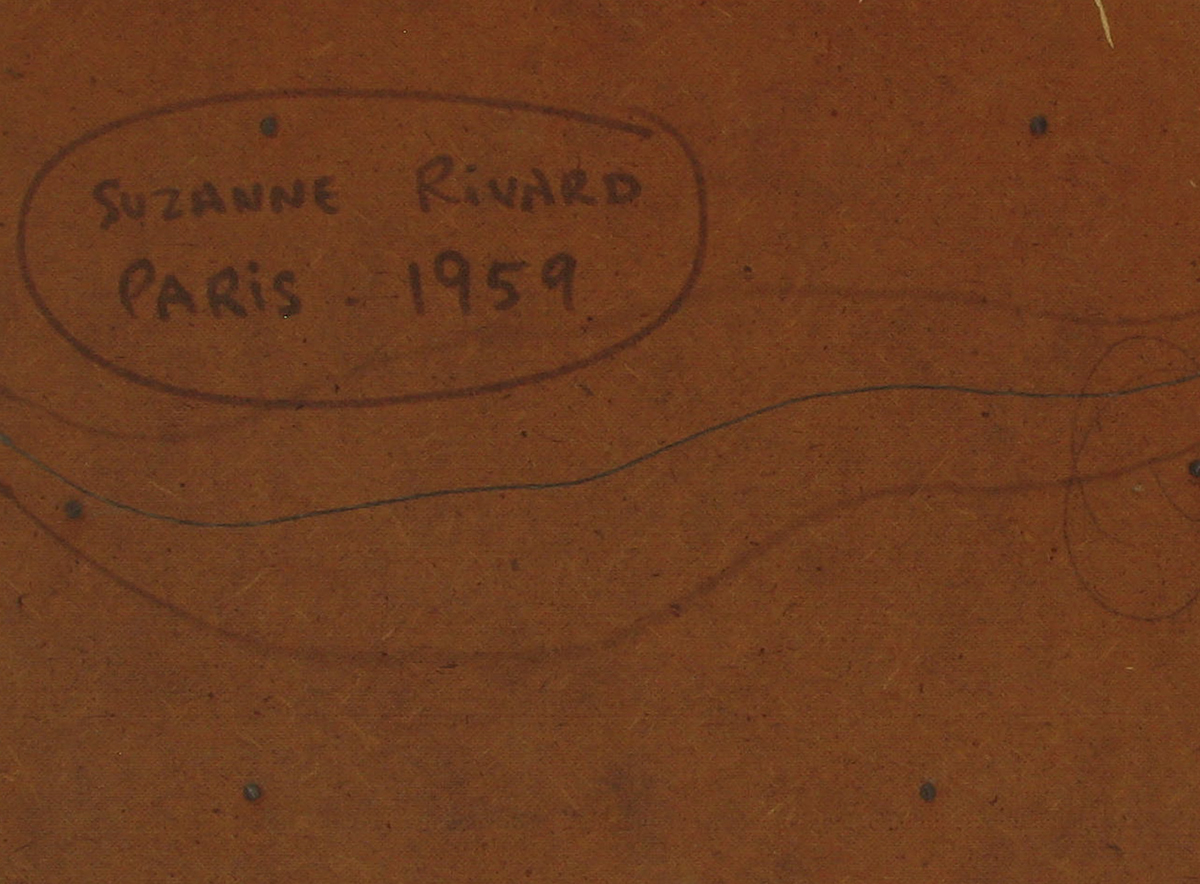 SUZANNE RiVARD
PARiS - 1959